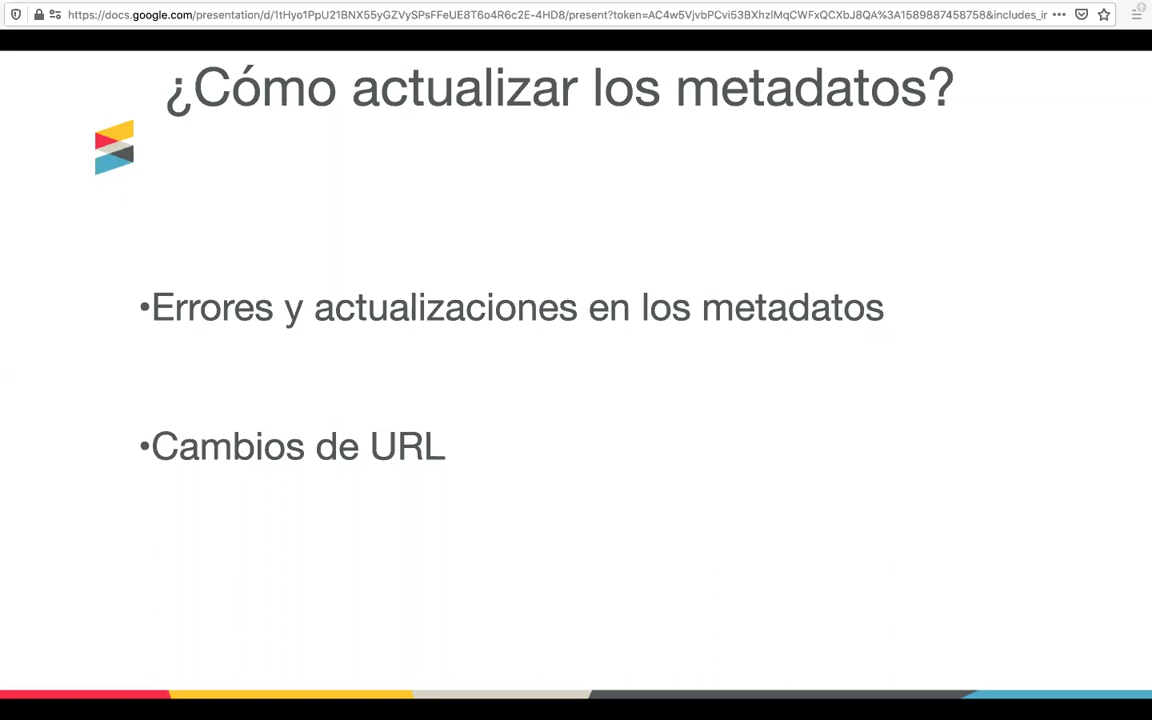 https://docs.google.com/presentation/d/1tHyo1PpU21BNX55yGZVySPsFFeUE8T6o4R6c2E-4HD8/present?token=AC4w5VjvbPCvi53BXhzlMqCWFxQCXbJ8QA%3A1589887458758&includes_ir
¿Cómo actualizar los metadatos?
•Errores y actualizaciones en los metadatos
•Cambios de URL